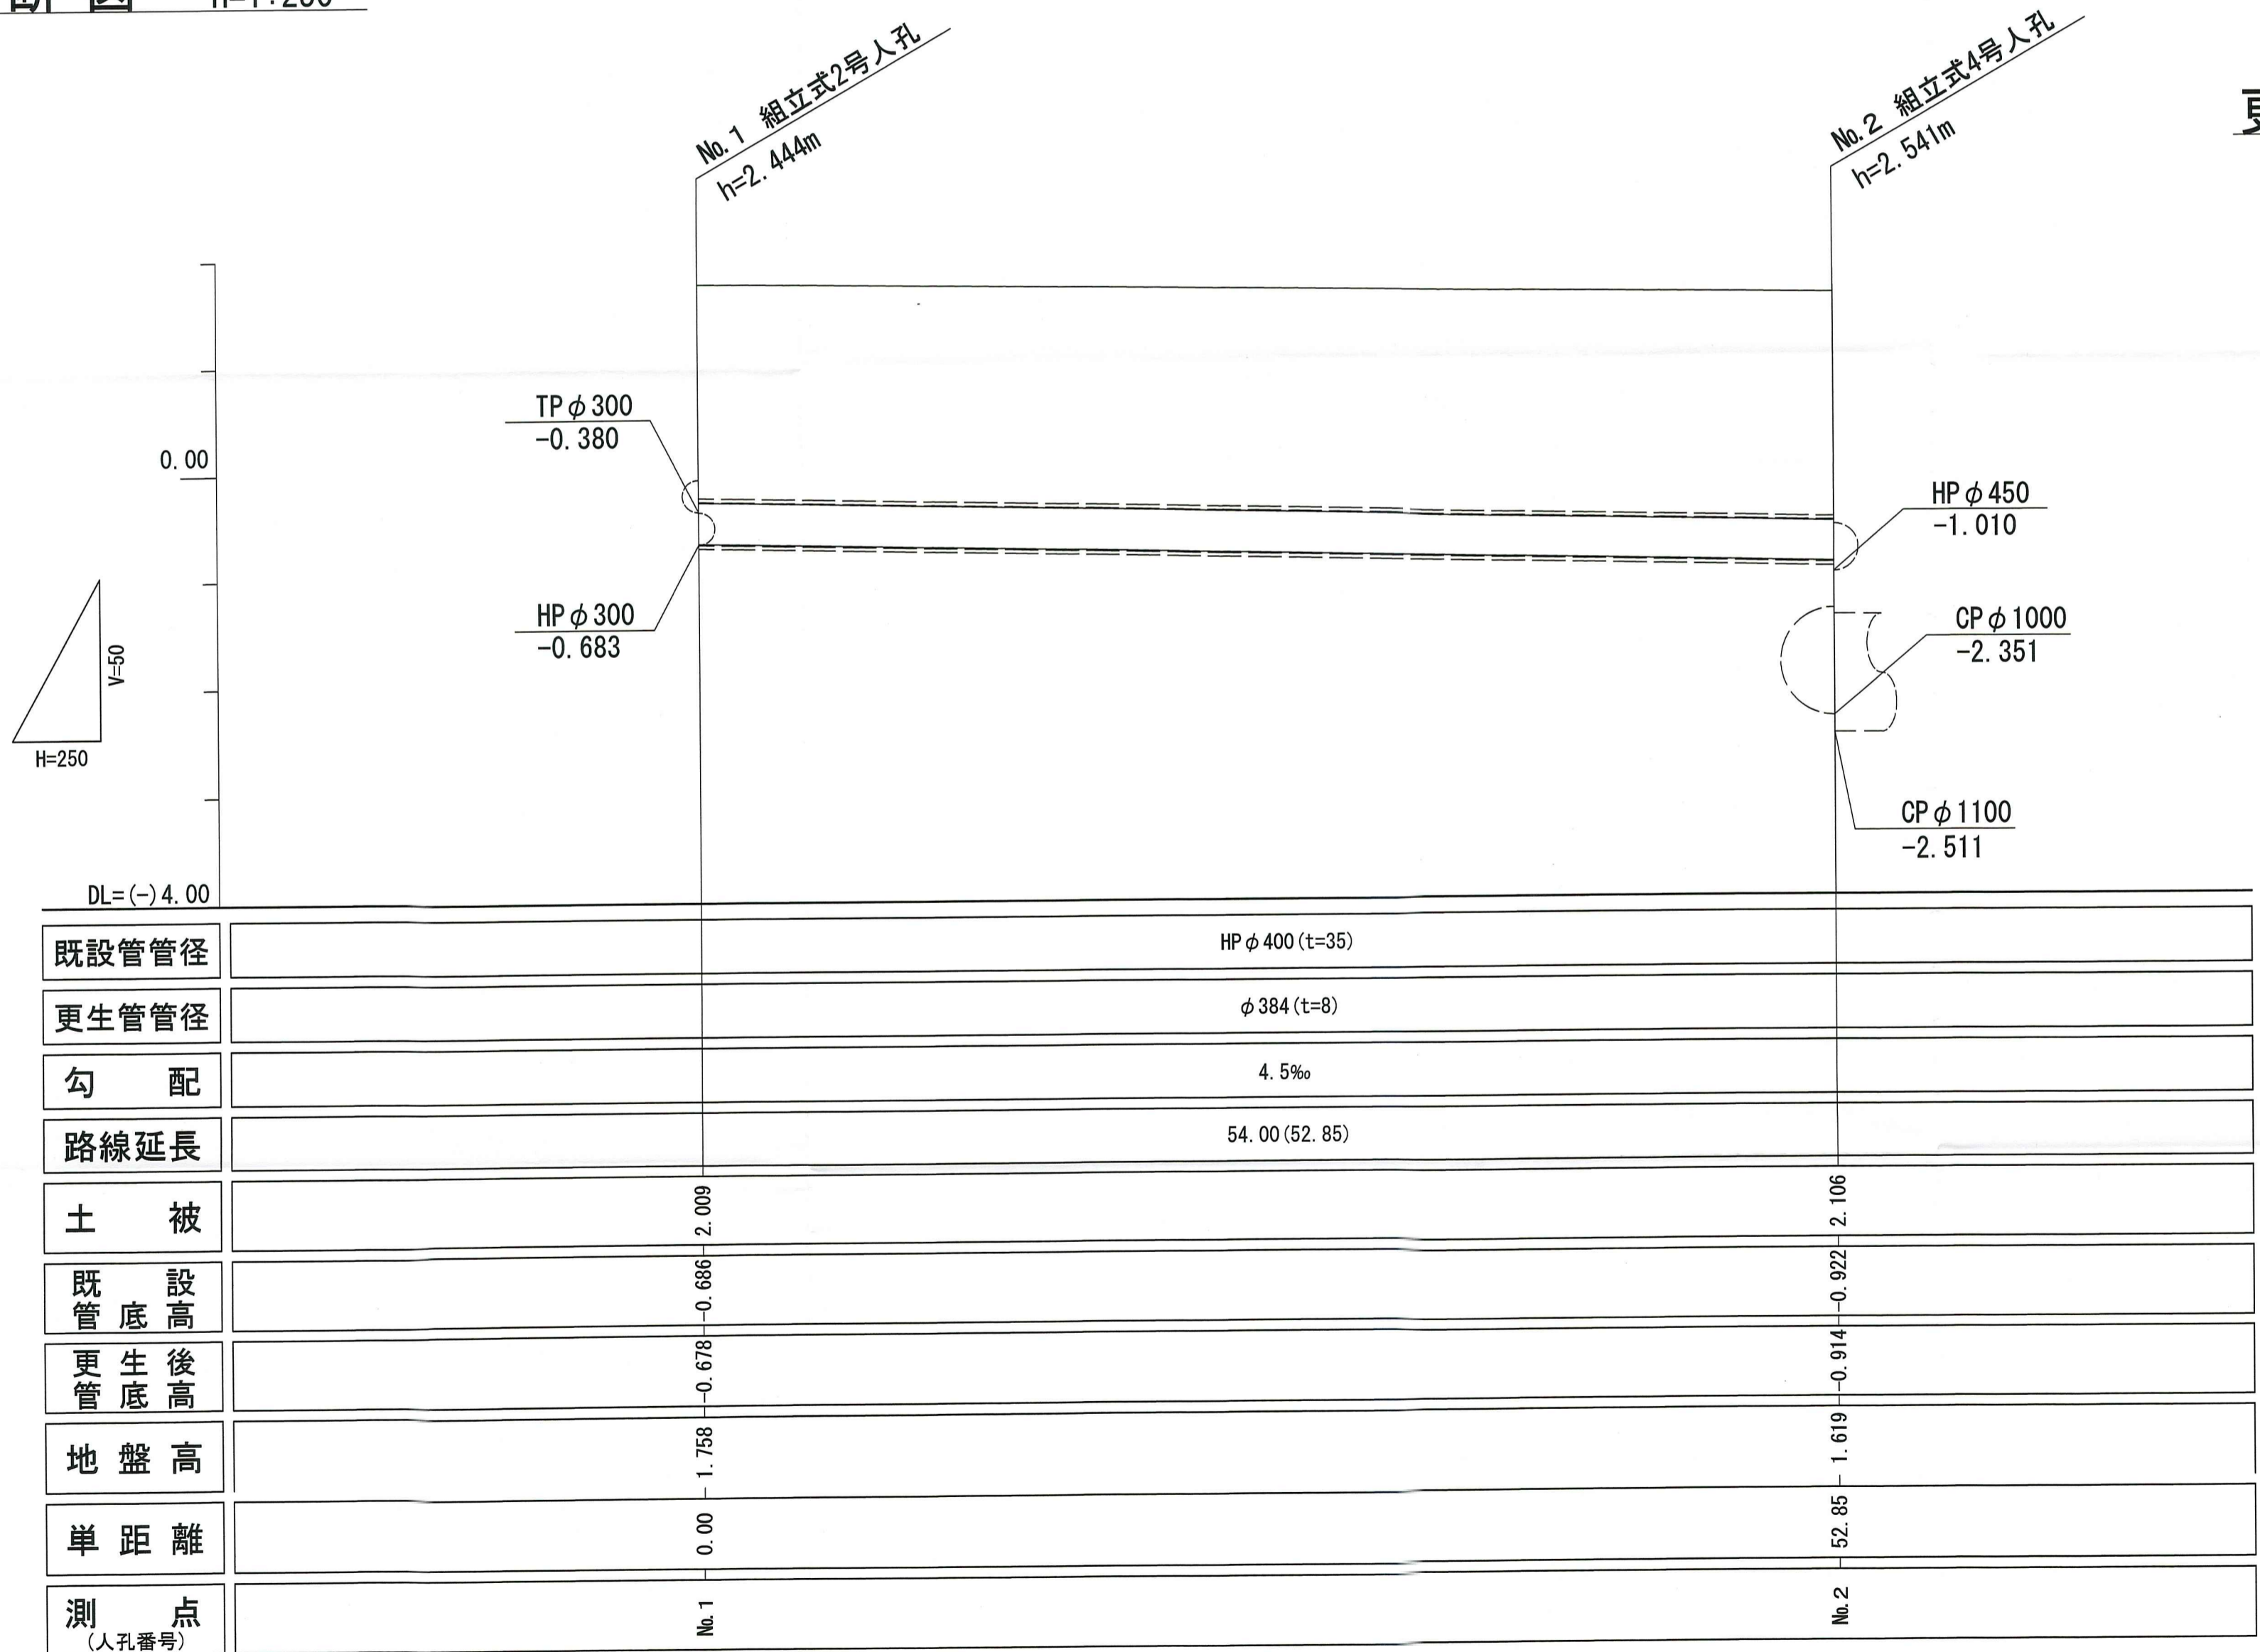 断 図 H=1:250
№.1 組立式2号人孔
h=2.444m
№.2 組立式4号人孔
h=2.541m
TPφ300
-0.380
0.00
HPφ450
-1.010
HPφ300
-0.683
CPφ1000
-2.351
V=50
H=250
CPφ1100
-2.511
DL=(-)4.00
既設管管径 HPφ400(t=35)
更生管管径 φ384(t=8)
勾 配 4.5‰
路線延長 54.00(52.85)
土 被 2.009 2.106
既 設
管 底 高 -0.686 -0.922
更 生 後
管 底 高 -0.678 -0.914
地 盤 高 1.758 1.619
単 距 離 0.00 52.85
測 点 №.1 №.2
(人孔番号)